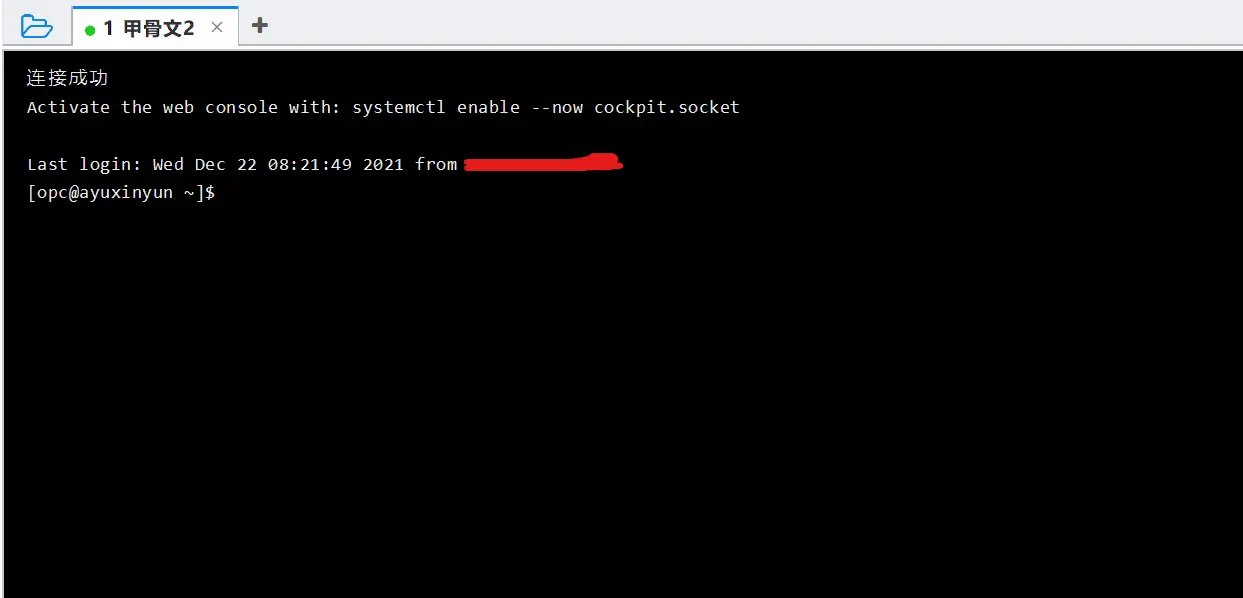 1 甲骨文2
连接成功
Activate the web console with: systemctl enable --now cockpit.socket
Last login: Wed Dec 22 08:21:49 2021 from
[opc@ayuxinyun ~]$